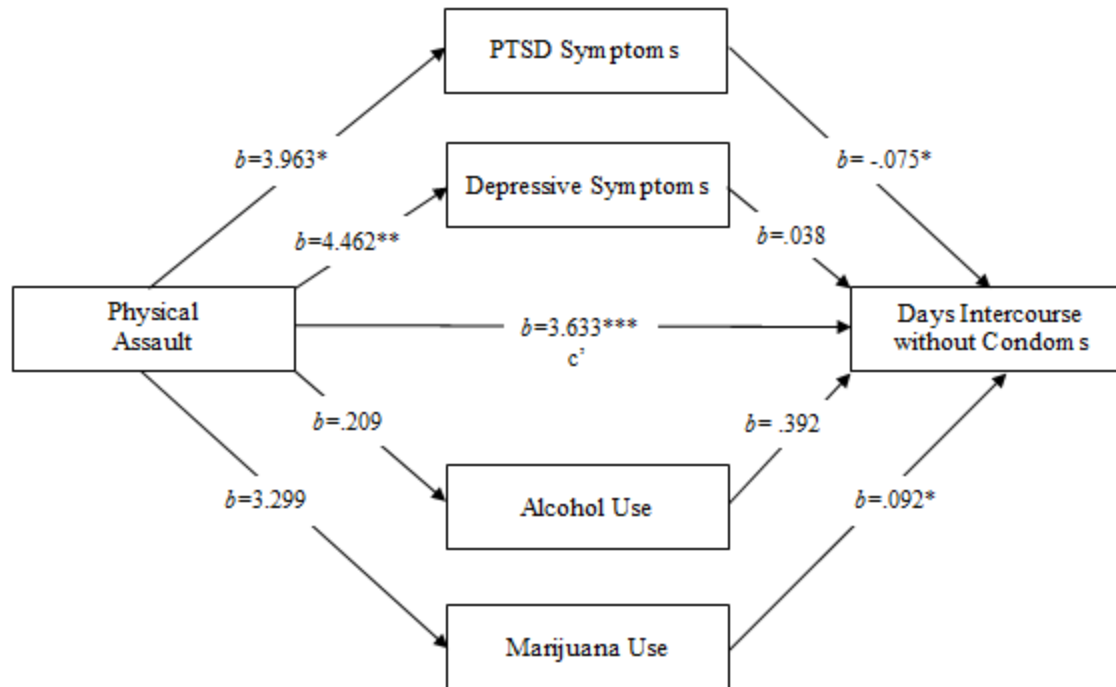 PTSD Symptoms
b=3.963*
b= -.075*
Depressive Symptoms
b=4.462**
b=.038
Physical
Assault
b=3.633***
c’
Days Intercourse
without Condoms
b=.209
b= .392
Alcohol Use
b=3.299
b=.092*
Marijuana Use